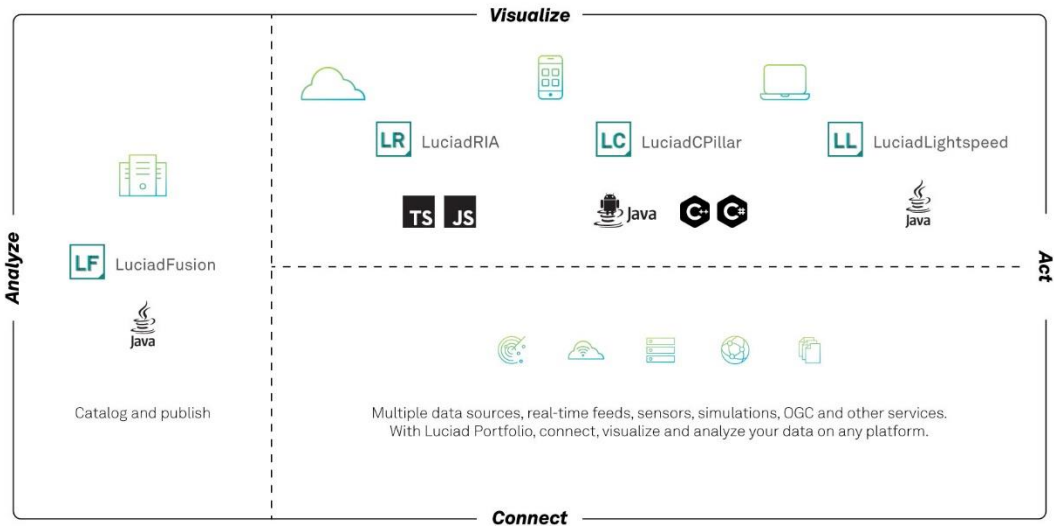 Visualize
Analyze
LF LuciadFusion
Java
Catalog and publish
LR LuciadRIA
TS JS
LC LuciadCPillar
Java C++ C#
LL LuciadLightspeed
Java
Act
Multiple data sources, real-time feeds, sensors, simulations, OGC and other services.
With Luciad Portfolio, connect, visualize and analyze your data on any platform.
Connect